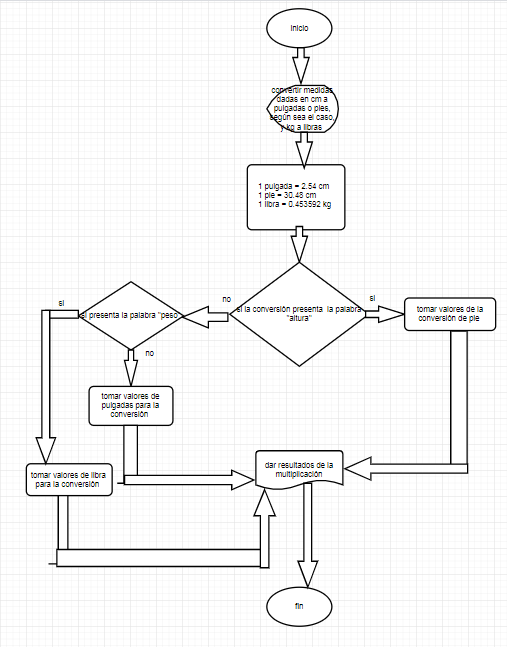 inicio
convertir medidas
dadas en cm a
pulgadas o pies,
según sea el caso,
y kg a libras
1 pulgada = 2.54 cm
1 pie = 30.48 cm
1 libra = 0.453592 kg
si la conversión presenta la palabra
"altura"
si
tomar valores de la
conversión de pie
no
si presenta la palabra "peso"
si
no
tomar valores de
pulgadas para la
conversión
tomar valores de libra
para la conversión
dar resultados de la
multiplicación
fin